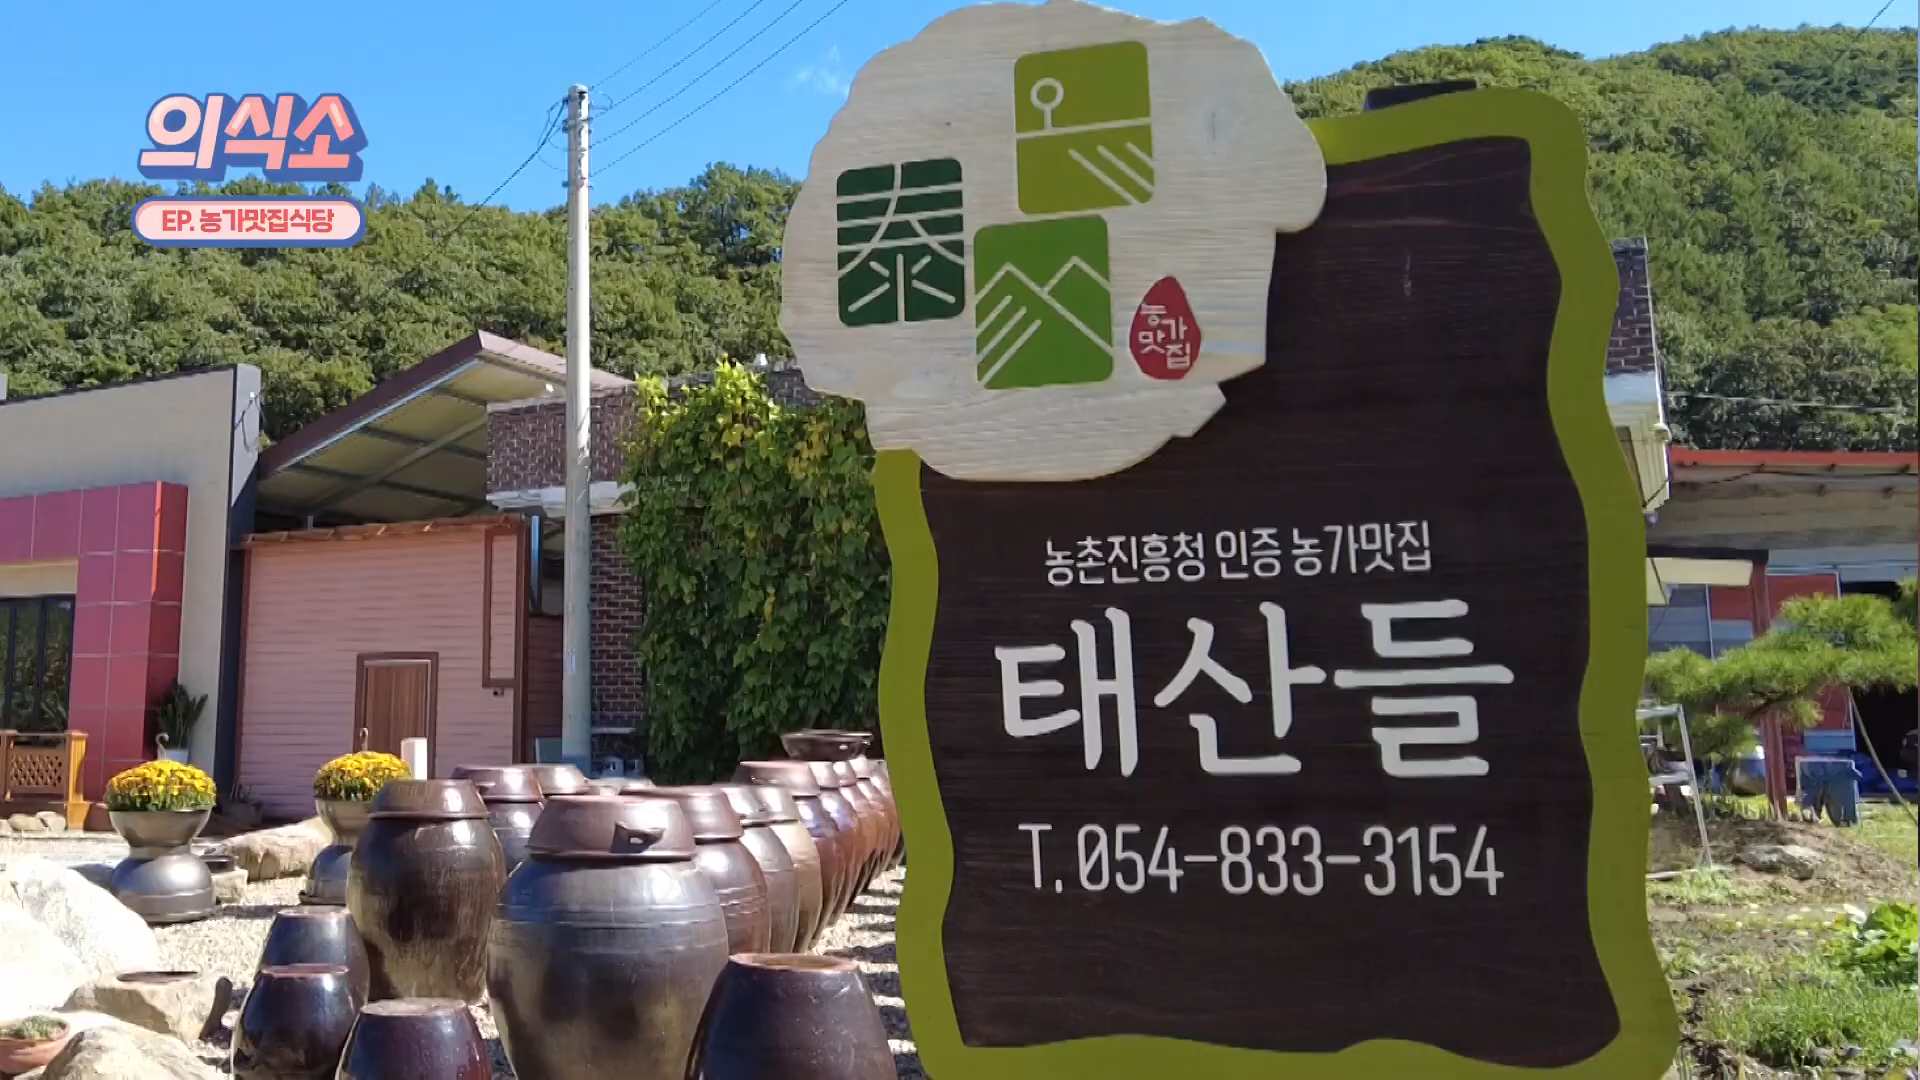 의식소
EP. 농가맛집식당
泰
농가
맛집
농촌진흥청 인증 농가맛집
태산들
T. 054-833-3154